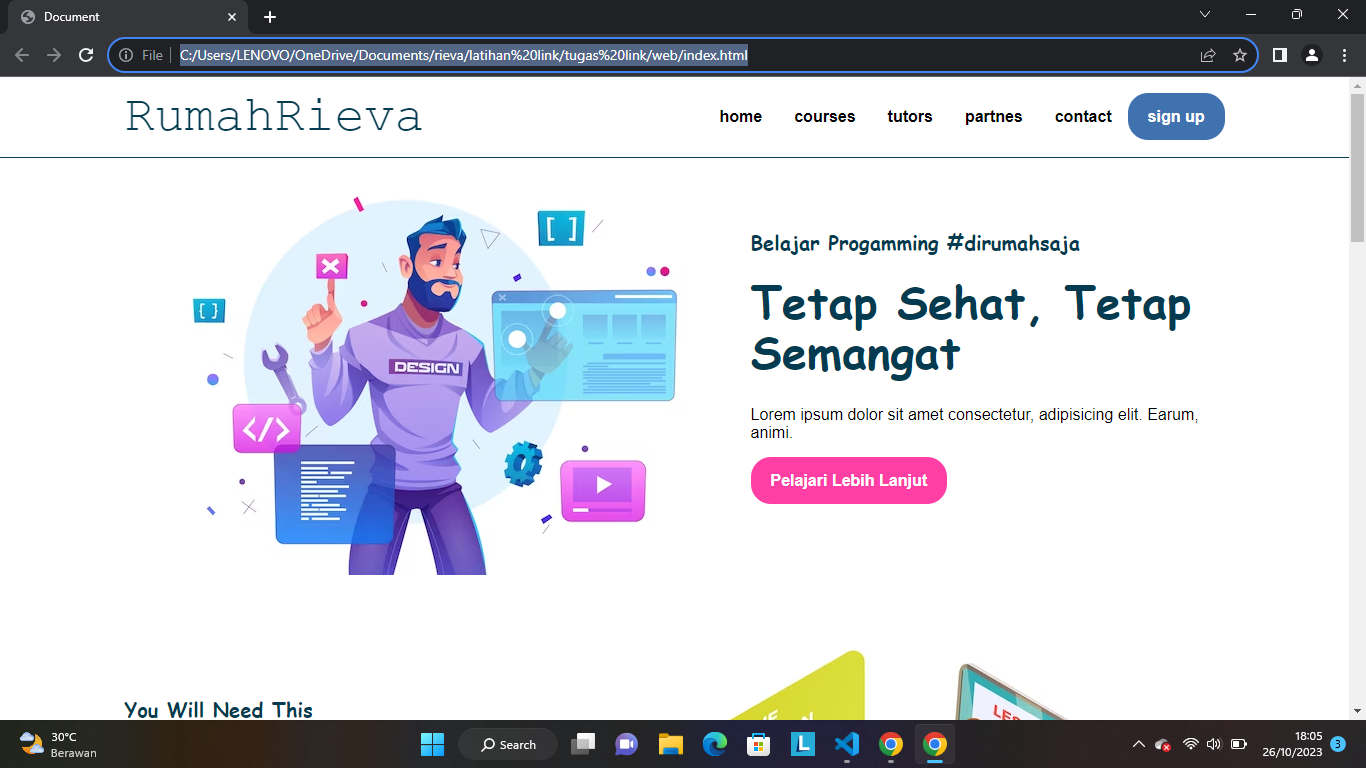 Document
File C:/Users/LENOVO/OneDrive/Documents/rieva/latihan%20link/tugas%20link/web/index.html
RumahRieva
home courses tutors partnes contact sign up
[ ]
{ }
DESIGN
</>
Belajar Progamming #dirumahsaja
Tetap Sehat, Tetap
Semangat
Lorem ipsum dolor sit amet consectetur, adipisicing elit. Earum,
animi.
Pelajari Lebih Lanjut
You Will Need This
30°C
Berawan
Search
L
18:05
26/10/2023
3